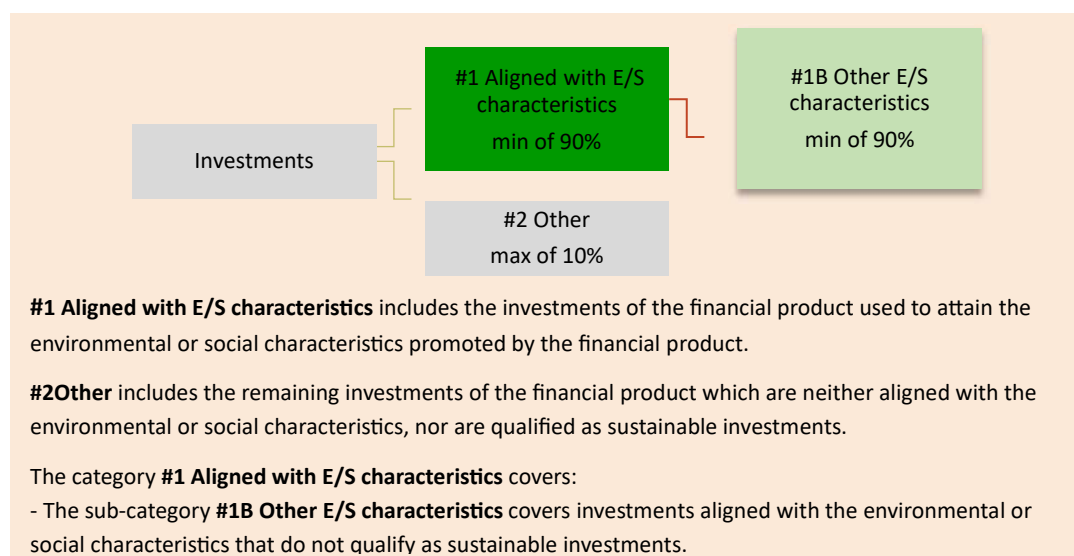 #1 Aligned with E/S
characteristics
min of 90%
#1B Other E/S
characteristics
min of 90%
Investments
#2 Other
max of 10%
#1 Aligned with E/S characteristics includes the investments of the financial product used to attain the
environmental or social characteristics promoted by the financial product.
#2Other includes the remaining investments of the financial product which are neither aligned with the
environmental or social characteristics, nor are qualified as sustainable investments.
The category #1 Aligned with E/S characteristics covers:
- The sub-category #1B Other E/S characteristics covers investments aligned with the environmental or
social characteristics that do not qualify as sustainable investments.